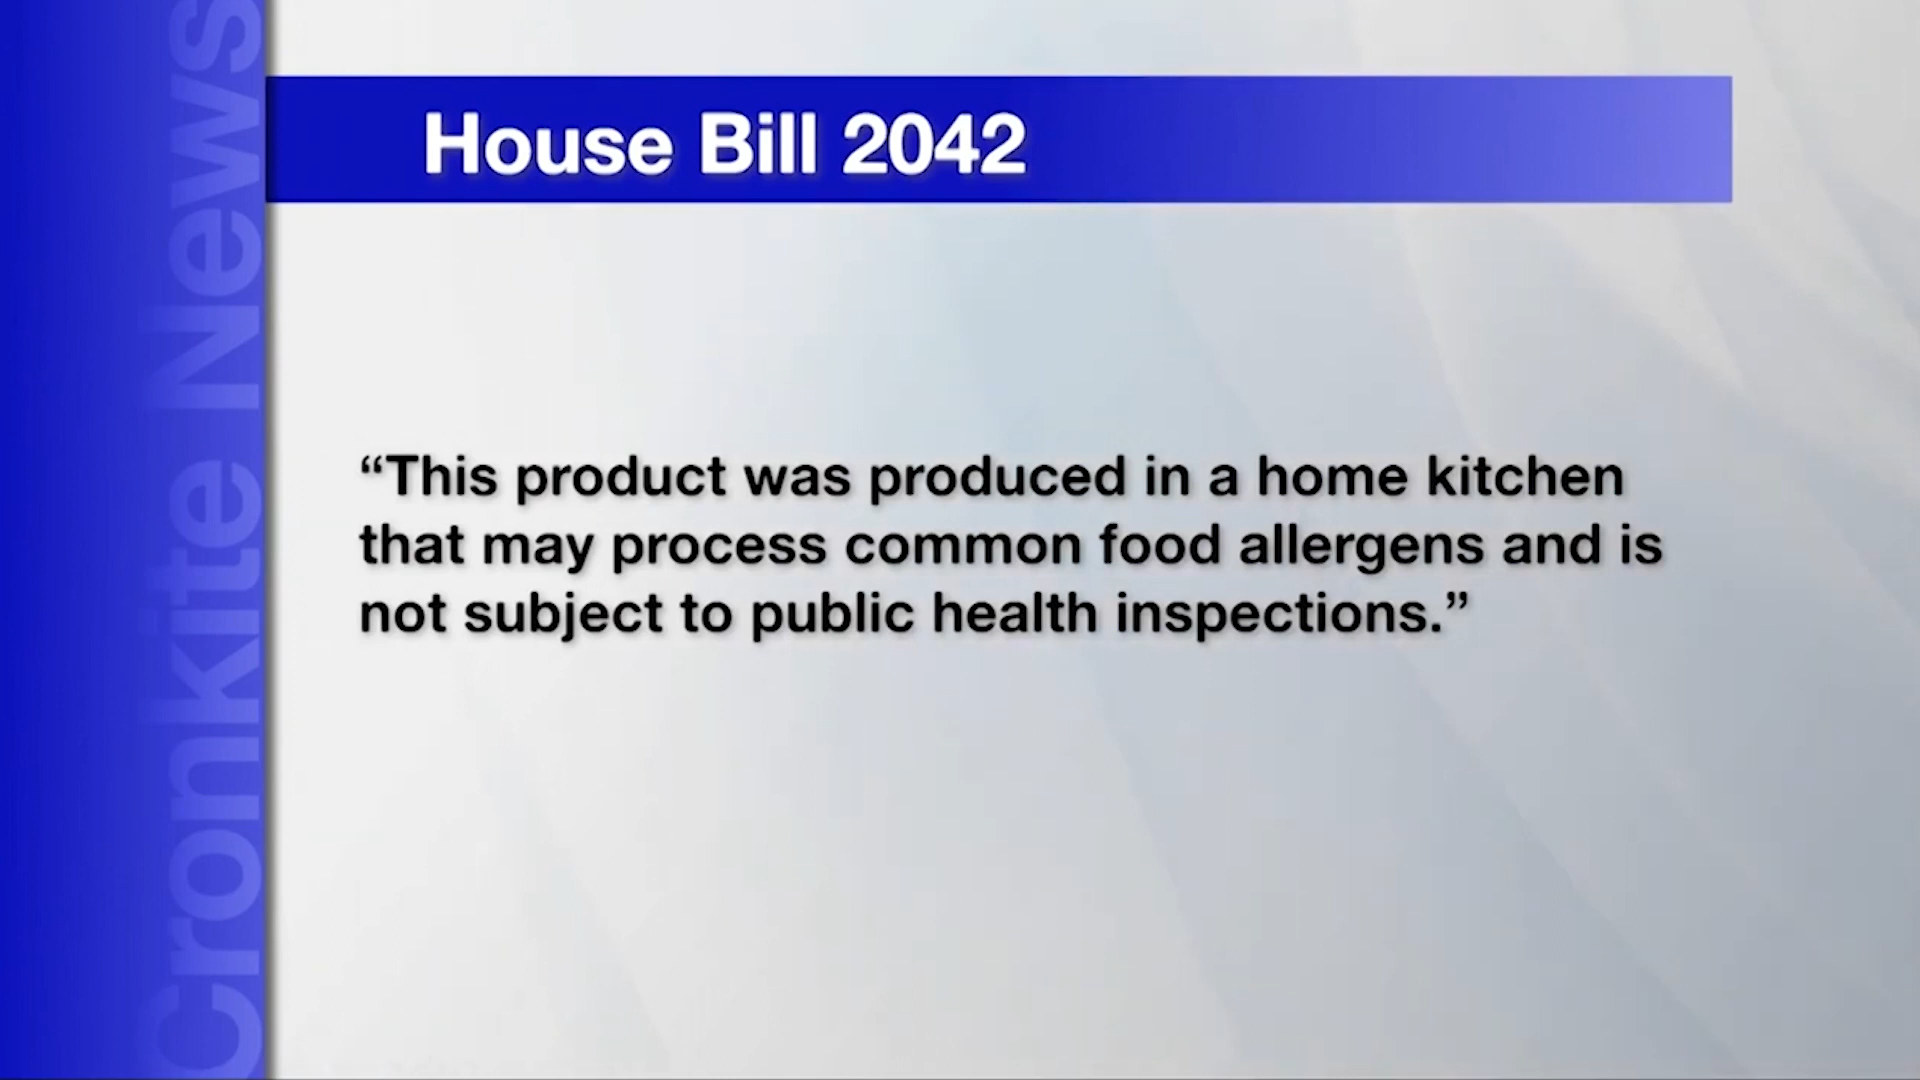 Cronkite News
House Bill 2042
“This product was produced in a home kitchen
that may process common food allergens and is
not subject to public health inspections.”